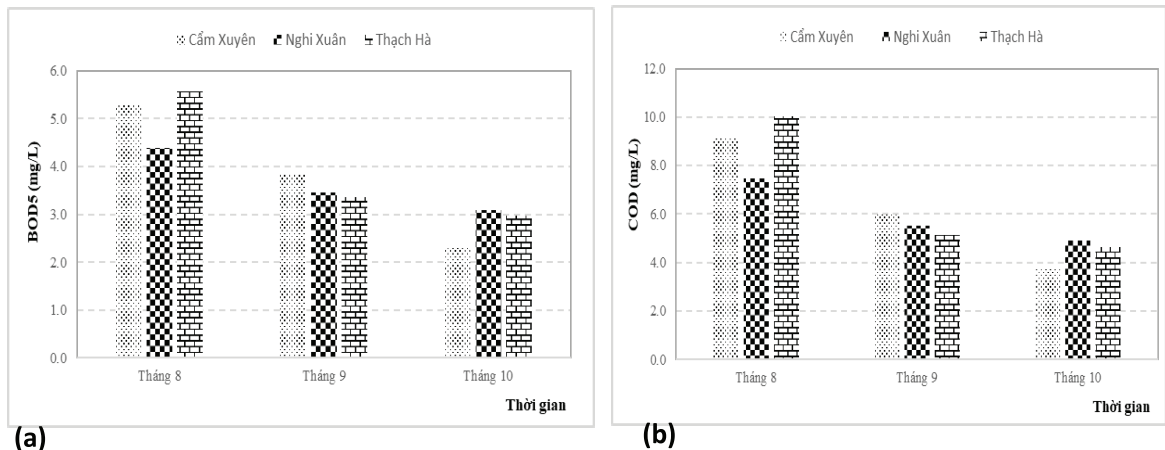 Cẩm Xuyên Nghi Xuân Thạch Hà
6.0
5.0
4.0
3.0
2.0
1.0
0.0
BOD5 (mg/L)
Tháng 8 Tháng 9 Tháng 10
Thời gian
(a)
Cẩm Xuyên Nghi Xuân Thạch Hà
12.0
10.0
8.0
6.0
4.0
2.0
0.0
COD (mg/L)
Tháng 8 Tháng 9 Tháng 10
Thời gian
(b)